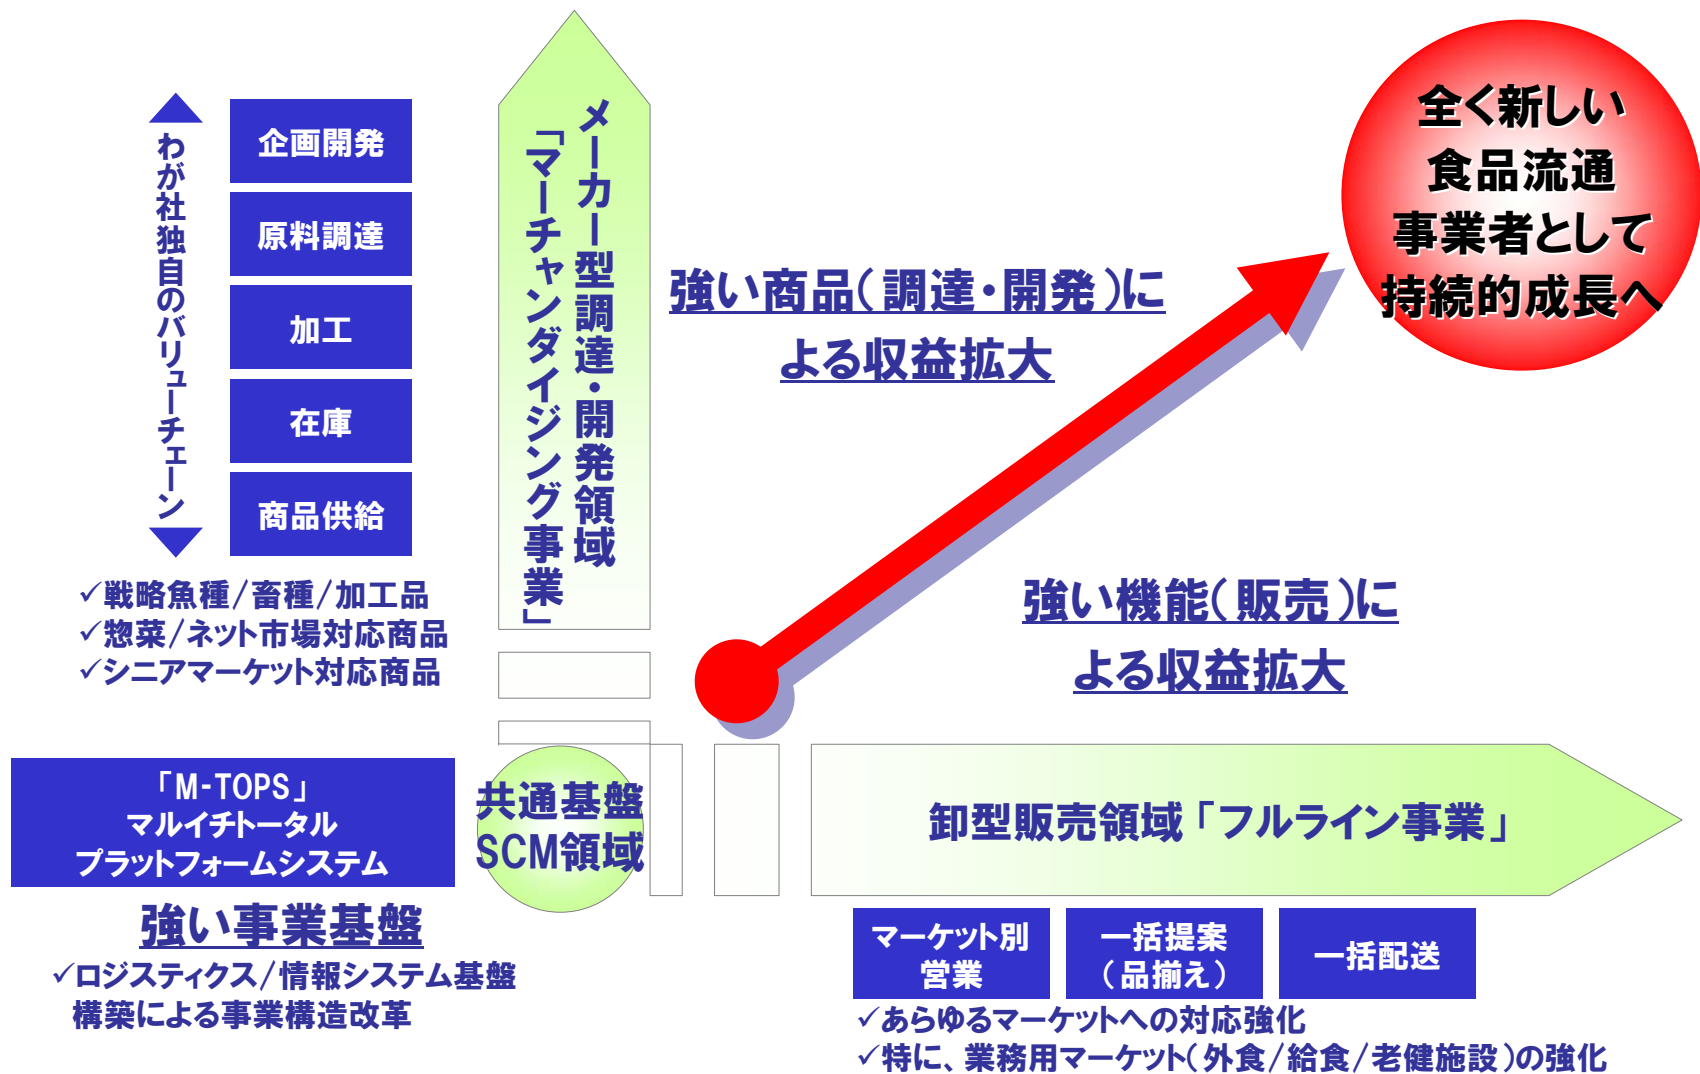 わが社独自のバリューチェーン
企画開発
原料調達
加工
在庫
商品供給
✓戦略魚種/畜種/加工品
✓惣菜/ネット市場対応商品
✓シニアマーケット対応商品
メーカー型調達・開発領域
「マーチャンダイジング事業」
強い商品(調達・開発)に
よる収益拡大
全く新しい
食品流通
事業者として
持続的成長へ
強い機能(販売)に
よる収益拡大
「M-TOPS」
マルイチトータル
プラットフォームシステム
強い事業基盤
✓ロジスティクス/情報システム基盤
構築による事業構造改革
共通基盤
SCM領域
卸型販売領域「フルライン事業」
マーケット別
営業
一括提案
(品揃え)
一括配送
✓あらゆるマーケットへの対応強化
✓特に、業務用マーケット(外食/給食/老健施設)の強化